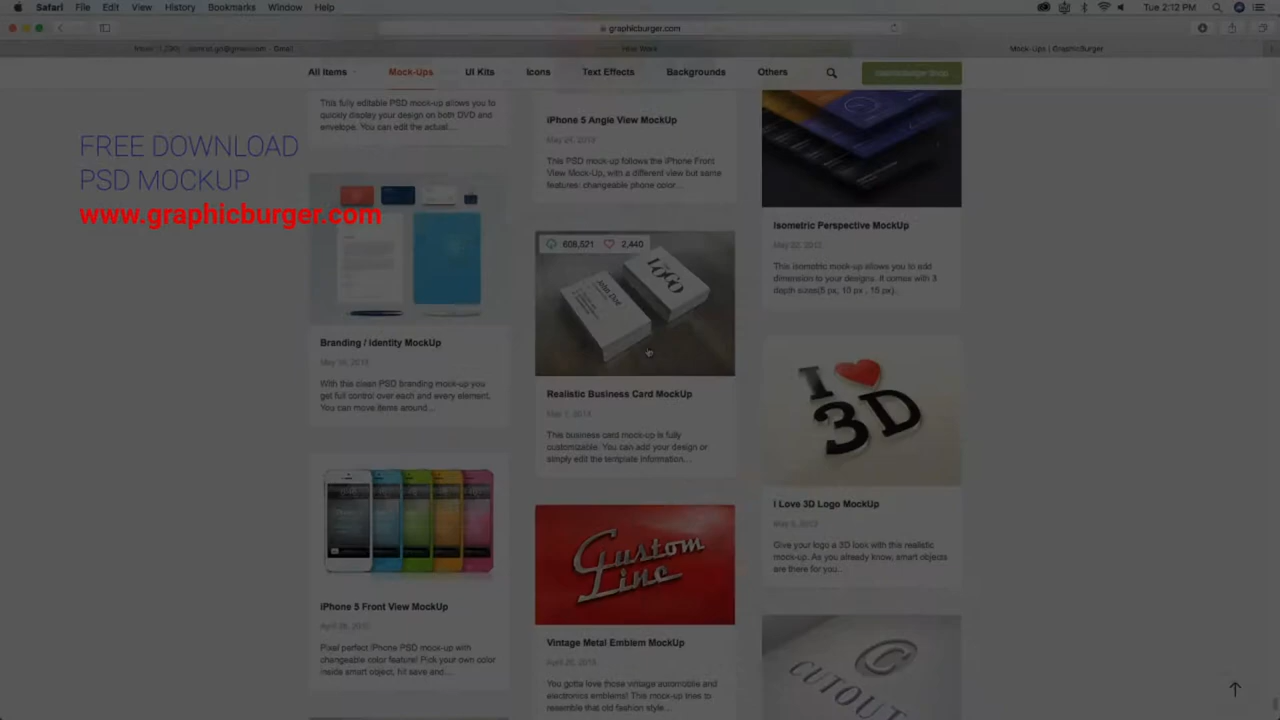 Safari File Edit View History Bookmarks Window Help
Tue 2:12 PM
graphicburger.com
Mock-Ups | GraphicBurger
All Items Mock-Ups UI Kits Icons Text Effects Backgrounds Others
FREE DOWNLOAD
PSD MOCKUP
www.graphicburger.com
This fully editable PSD mock-up allows you to
quickly display your design on both DVD and
envelope. You can edit the actual...
Branding / Identity MockUp
With this clean PSD branding mock-up you
get full control over each and every element.
You can move items around...
iPhone 5 Front View MockUp
Pixel perfect iPhone PSD mock-up with
changeable color feature! Pick your own color
inside smart object, hit save and...
iPhone 5 Angle View MockUp
This PSD mock-up follows the iPhone Front
View Mock-Up, with a different view but same
features: changeable phone color...
608,521 2,440
John Doe
LOGO
Realistic Business Card MockUp
This business card mock-up is fully
customizable. You can add your design or
simply edit the template information...
Custom
Line
Vintage Metal Emblem MockUp
You gotta love those vintage automobile and
electronics emblems! This mock-up tries to
resemble that old fashion style...
Isometric Perspective MockUp
This isometric mock-up allows you to add
dimension to your designs. It comes with 3
depth sizes(5 px, 10 px , 15 px).
I
3D
I Love 3D Logo MockUp
Give your logo a 3D look with this realistic
mock-up. As you already know, smart objects
are there for you...
C
CUTOUT